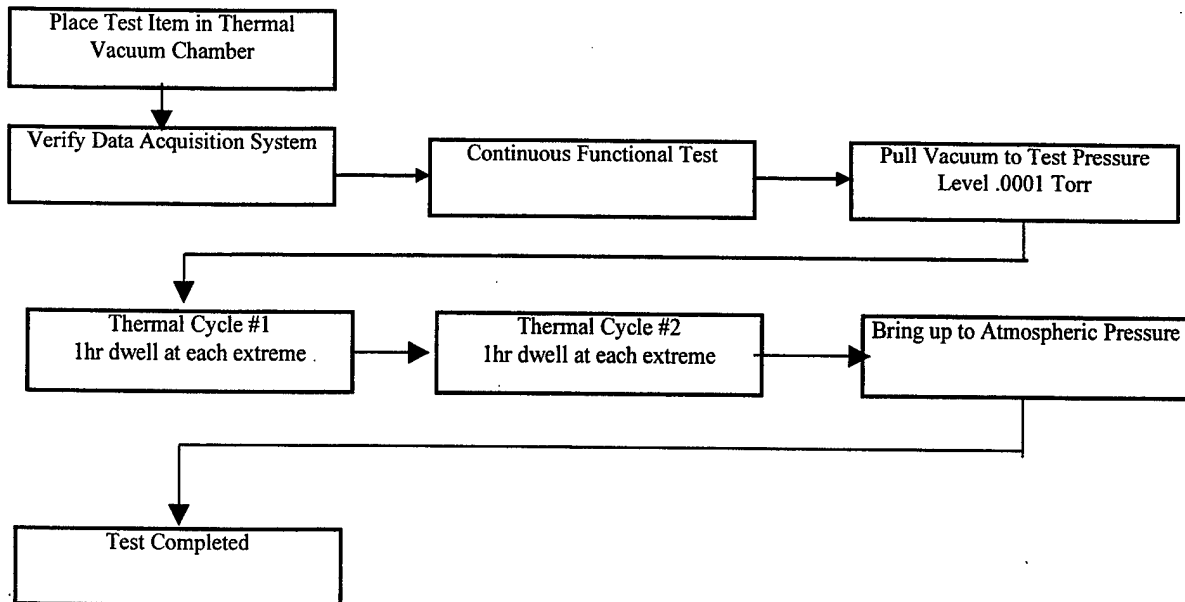 Place Test Item in Thermal
Vacuum Chamber
Verify Data Acquisition System
Continuous Functional Test
Pull Vacuum to Test Pressure
Level .0001 Torr
Thermal Cycle #1
1hr dwell at each extreme
Thermal Cycle #2
1hr dwell at each extreme
Bring up to Atmospheric Pressure
Test Completed